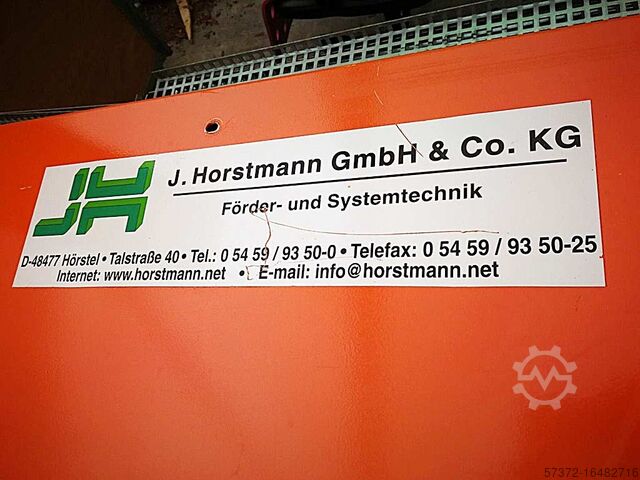 J. Horstmann GmbH & Co. KG
Förder- und Systemtechnik
D-48477 Hörstel • Talstraße 40 • Tel.: 0 54 59 / 93 50-0 • Telefax: 0 54 59 / 93 50-25
Internet: www.horstmann.net • E-mail: info@horstmann.net
57372-16482716